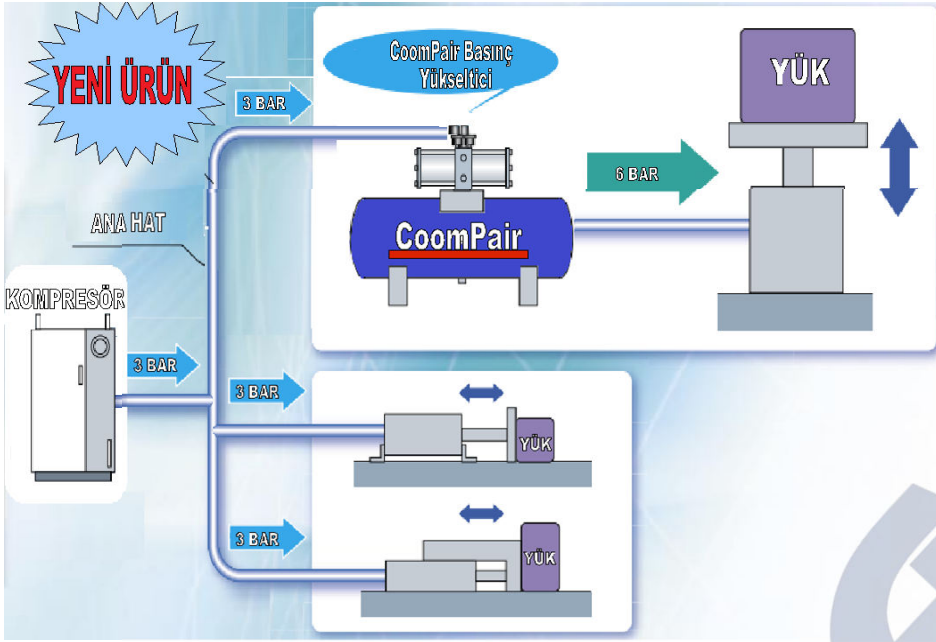 YENİ ÜRÜN
3 BAR
CoomPair Basınç
Yükseltici
YÜK
6 BAR
ANA HAT
CoomPair
KOMPRESÖR
3 BAR
3 BAR
YÜK
3 BAR
YÜK